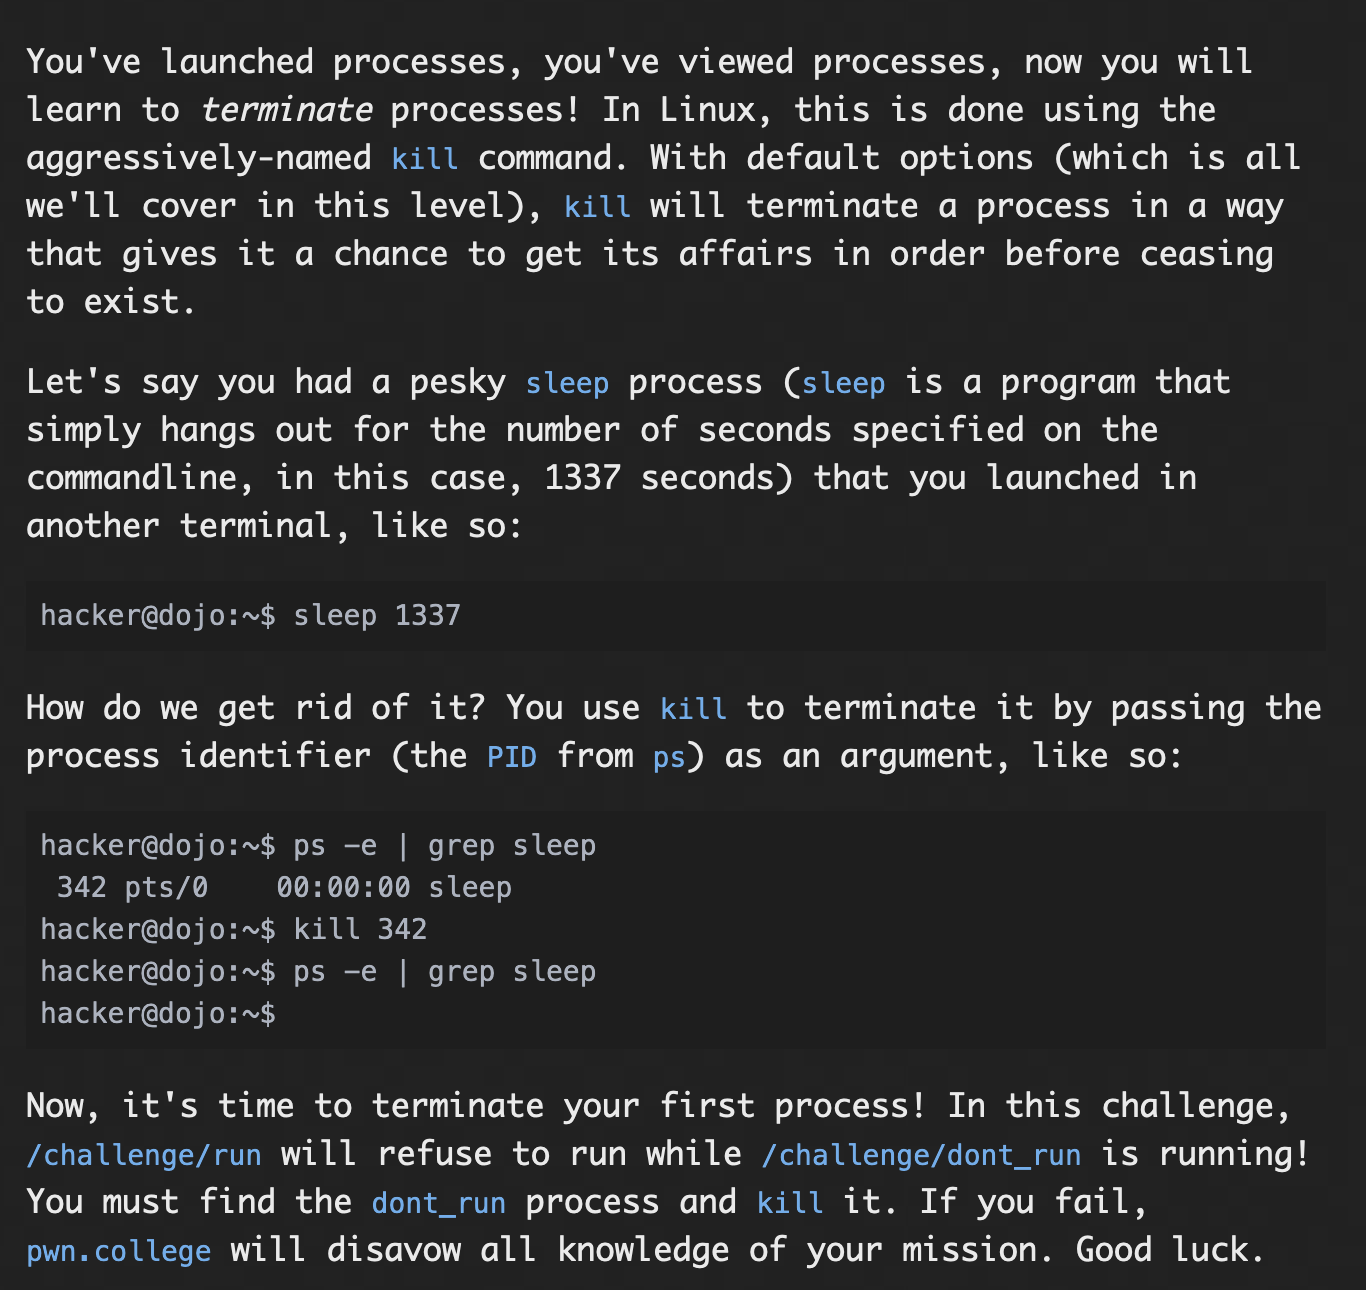 You've launched processes, you've viewed processes, now you will
learn to terminate processes! In Linux, this is done using the
aggressively-named kill command. With default options (which is all
we'll cover in this level), kill will terminate a process in a way
that gives it a chance to get its affairs in order before ceasing
to exist.
Let's say you had a pesky sleep process (sleep is a program that
simply hangs out for the number of seconds specified on the
commandline, in this case, 1337 seconds) that you launched in
another terminal, like so:
hacker@dojo:~$ sleep 1337
How do we get rid of it? You use kill to terminate it by passing the
process identifier (the PID from ps) as an argument, like so:
hacker@dojo:~$ ps -e | grep sleep
 342 pts/0    00:00:00 sleep
hacker@dojo:~$ kill 342
hacker@dojo:~$ ps -e | grep sleep
hacker@dojo:~$
Now, it's time to terminate your first process! In this challenge,
/challenge/run will refuse to run while /challenge/dont_run is running!
You must find the dont_run process and kill it. If you fail,
pwn.college will disavow all knowledge of your mission. Good luck.